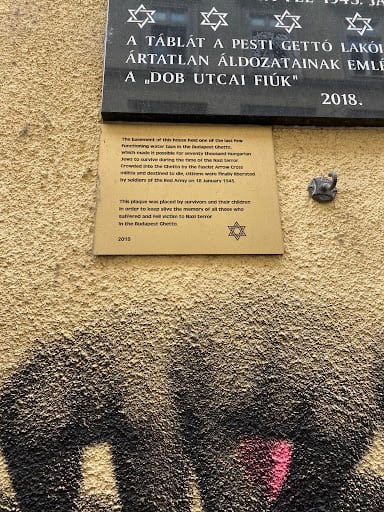 1945. JA
A TÁBLÁT A PESTI GETTÓ LAKÓI
ÁRTATLAN ÁLDOZATAINAK EMLÉ
A „DOB UTCAI FIÚK"
2018.
The basement of this house held one of the last few
functioning water taps in the Budapest Ghetto,
which made it possible for seventy thousand Hungarian
Jews to survive during the time of the Nazi terror.
Crowded into the Ghetto by the fascist Arrow Cross
militia and destined to die, citizens were finally liberated
by soldiers of the Red Army on 18 January 1945.
This plaque was placed by survivors and their children
in order to keep alive the memory of all those who
suffered and fell victim to Nazi terror
in the Budapest Ghetto.
2018